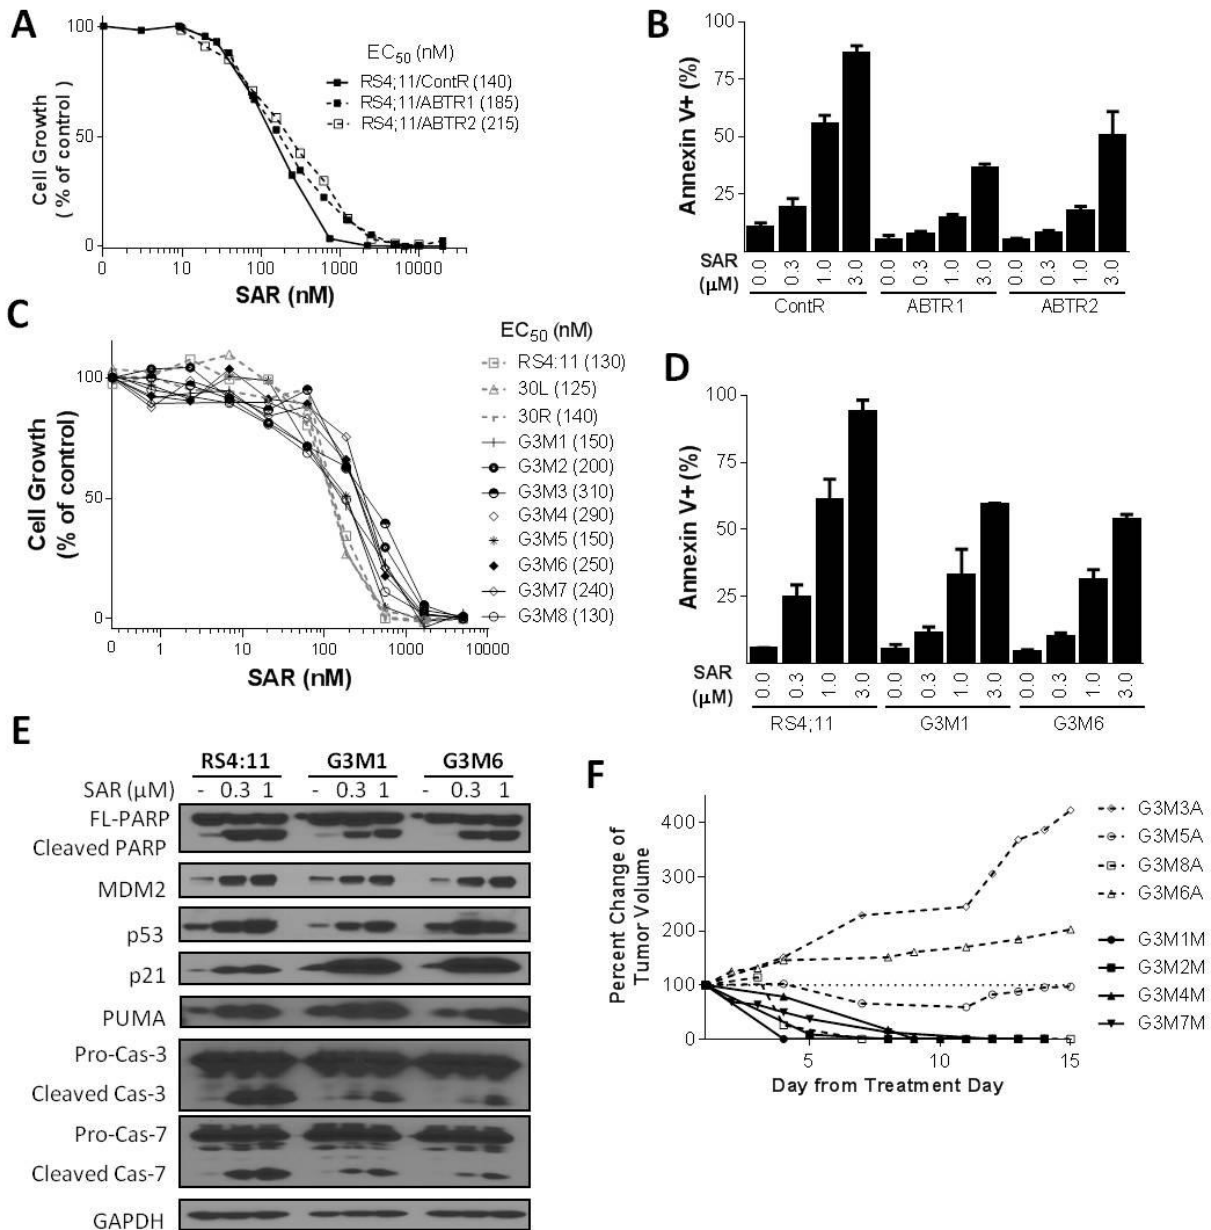 A
100
50
0
Cell Growth
( % of control )
0
10
100
1000
10000
SAR (nM)
EC50 (nM)
RS4;11/ContR (140)
RS4;11/ABTR1 (185)
RS4;11/ABTR2 (215)
B
100
75
50
25
Annexin V+ (%)
SAR
(μM)
0.0
0.3
1.0
3.0
0.0
0.3
1.0
3.0
0.0
0.3
1.0
3.0
ContR
ABTR1
ABTR2
C
100
50
0
Cell Growth
(% of control)
0
1
10
100
1000
10000
SAR (nM)
EC50 (nM)
RS4:11 (130)
30L (125)
30R (140)
G3M1 (150)
G3M2 (200)
G3M3 (310)
G3M4 (290)
G3M5 (150)
G3M6 (250)
G3M7 (240)
G3M8 (130)
D
100
75
50
25
Annexin V+ (%)
SAR
(μM)
0.0
0.3
1.0
3.0
0.0
0.3
1.0
3.0
0.0
0.3
1.0
3.0
RS4;11
G3M1
G3M6
E
RS4:11 G3M1 G3M6
SAR (μM) - 0.3 1 - 0.3 1 - 0.3 1
FL-PARP
Cleaved PARP
MDM2
p53
p21
PUMA
Pro-Cas-3
Cleaved Cas-3
Pro-Cas-7
Cleaved Cas-7
GAPDH
F
400
300
200
100
0
Percent Change of
Tumor Volume
5
10
15
Day from Treatment Day
G3M3A
G3M5A
G3M8A
G3M6A
G3M1M
G3M2M
G3M4M
G3M7M